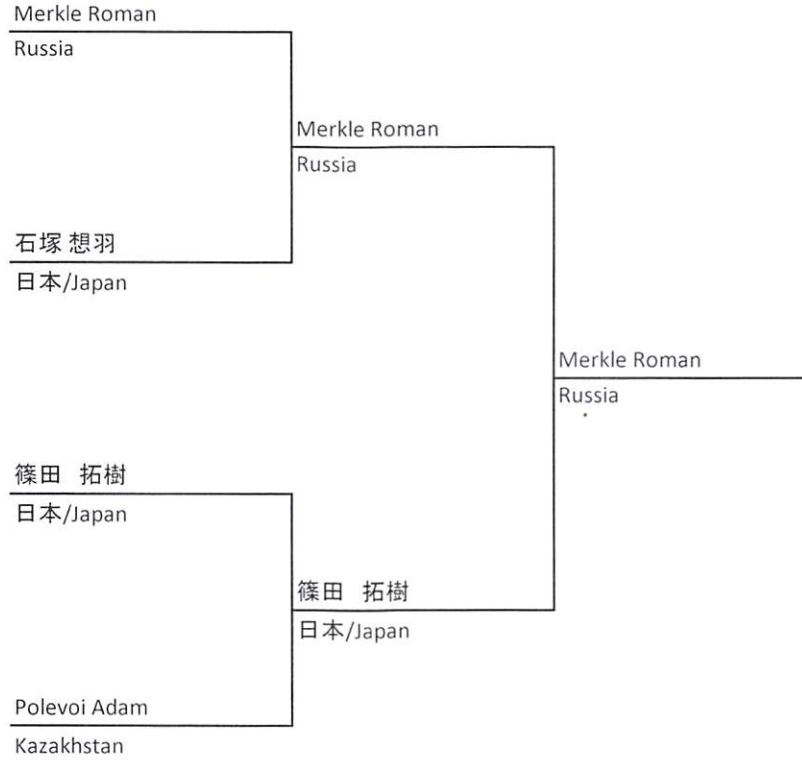 Merkle Roman
Russia
Merkle Roman
Russia
石塚 想羽
日本/Japan
Merkle Roman
Russia
篠田 拓樹
日本/Japan
篠田 拓樹
日本/Japan
Polevoi Adam
Kazakhstan